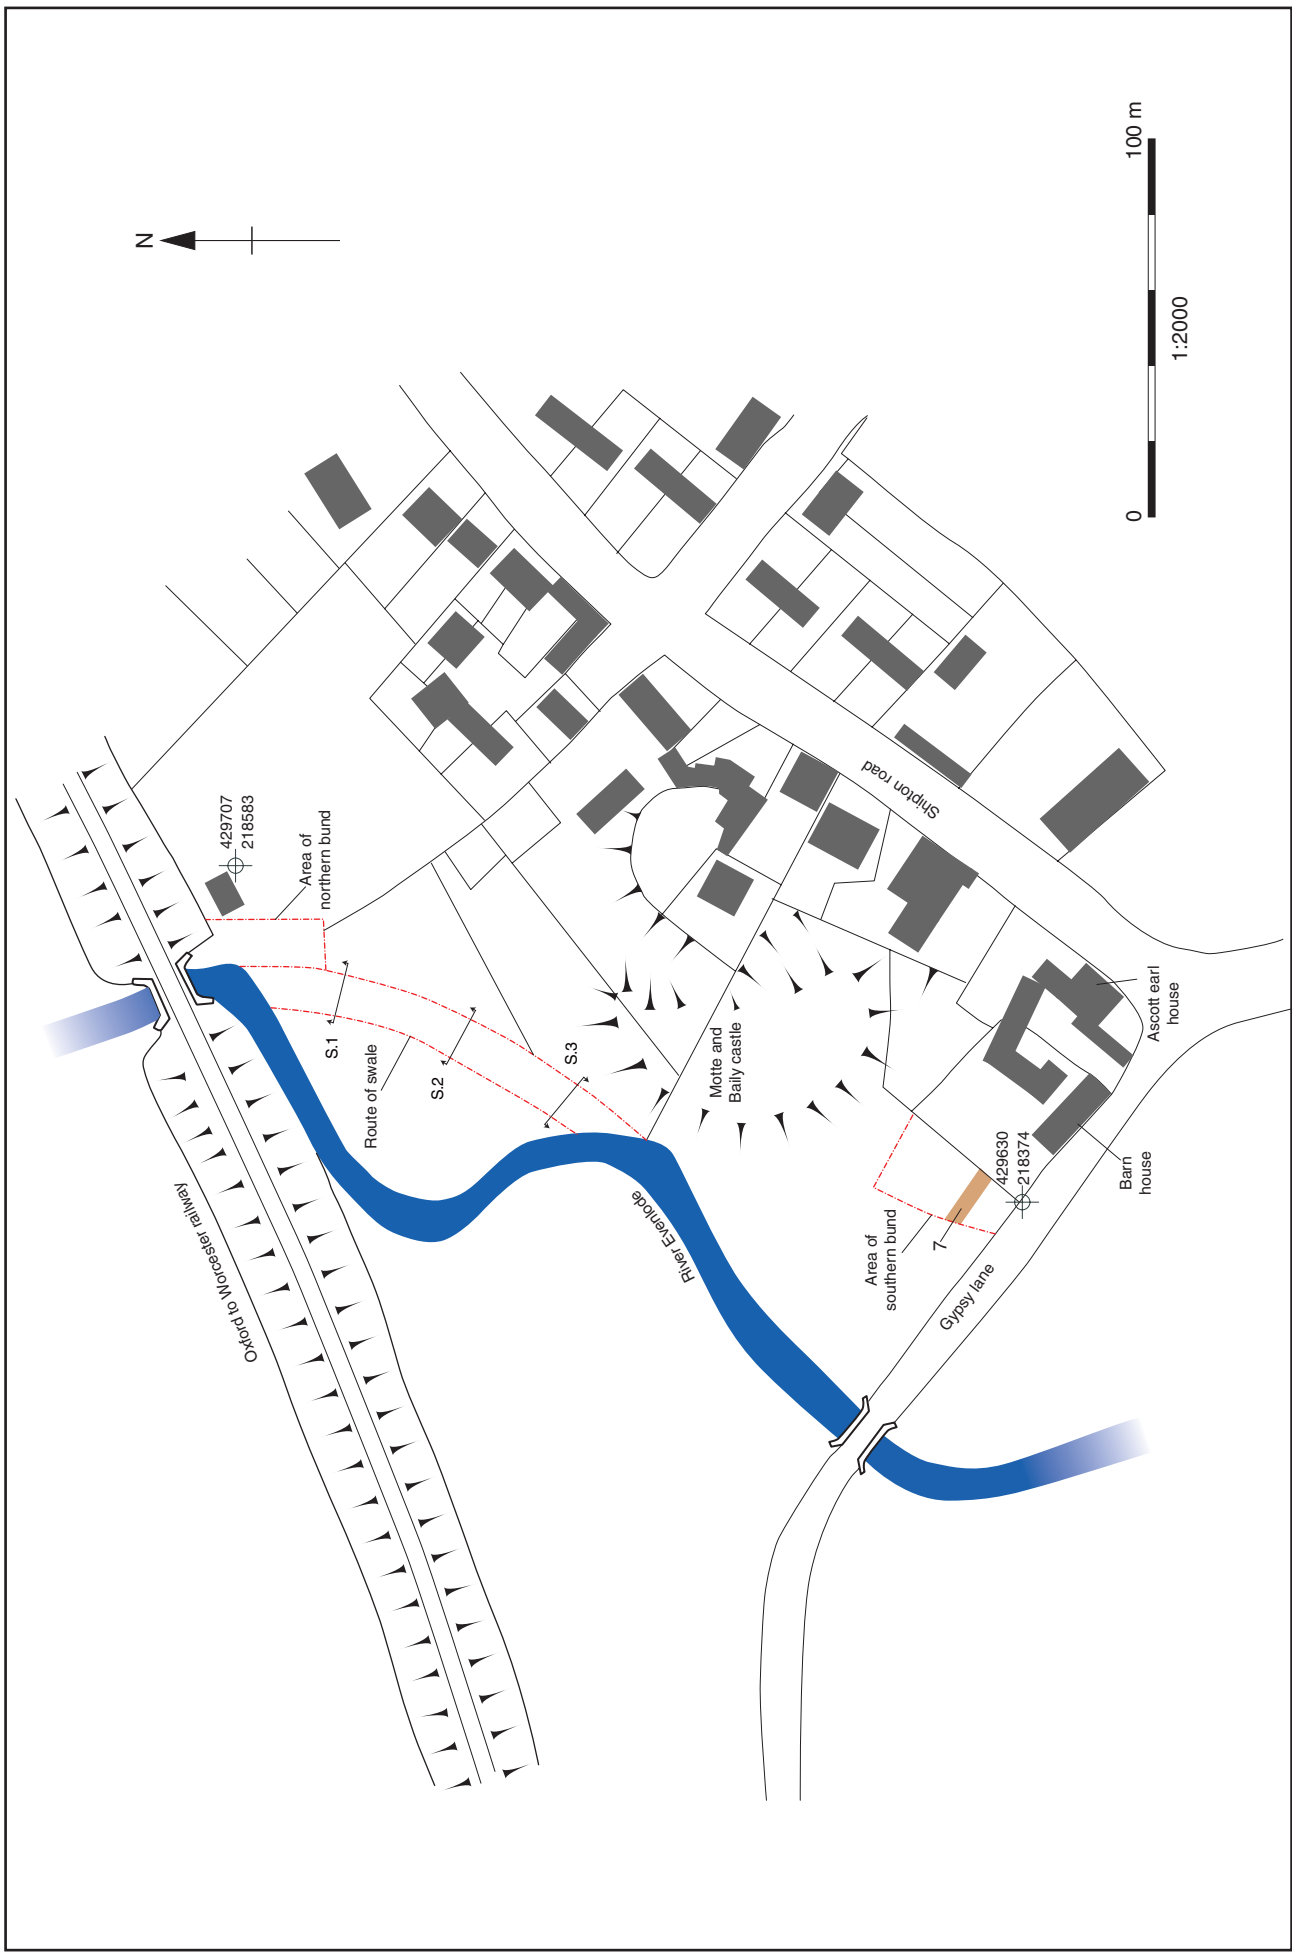 N
100 m
0
1:2000
429707
218583
Area of
northern bund
S.1
S.2
S.3
Route of swale
Oxford to Worcester railway
River Evenlode
Motte and
Baily castle
Shipton road
Ascott earl
house
Barn
house
429630
218374
Area of
southern bund
7
Gypsy lane